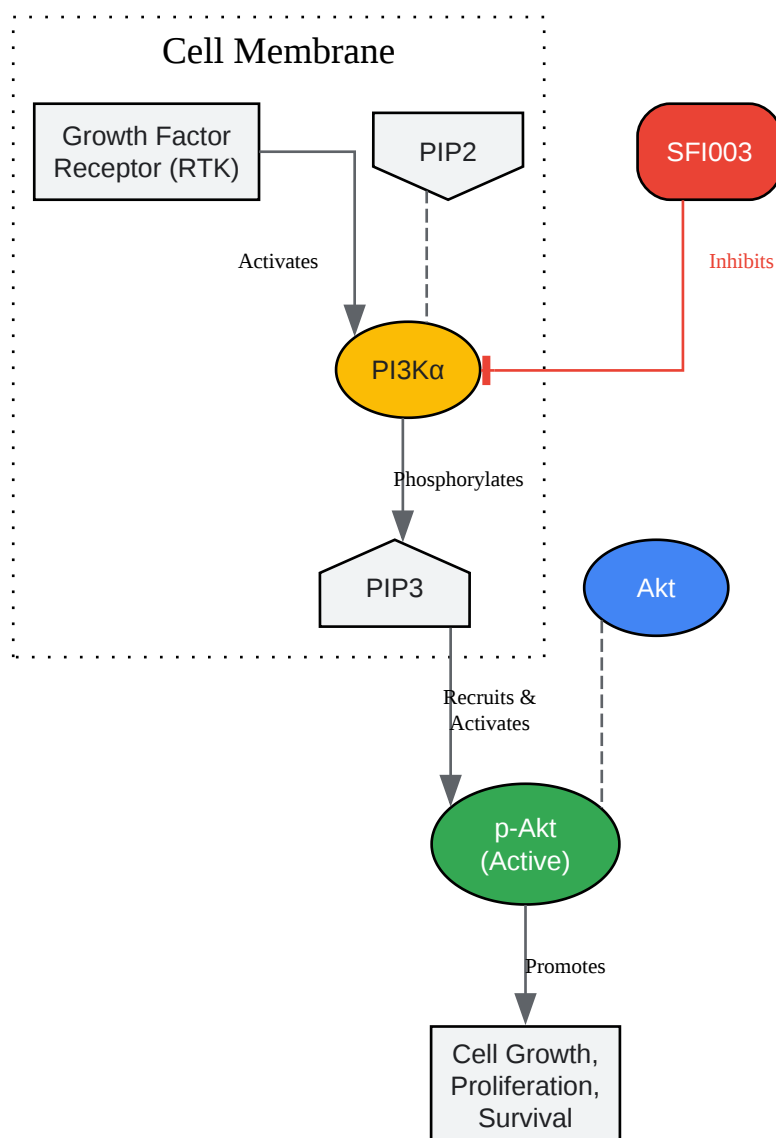 Cell Membrane
Growth Factor
Receptor (RTK)
PIP2
SFI003
Activates
Inhibits
PI3Kα
Phosphorylates
PIP3
Akt
Recruits &
Activates
p-Akt
(Active)
Promotes
Cell Growth,
Proliferation,
Survival